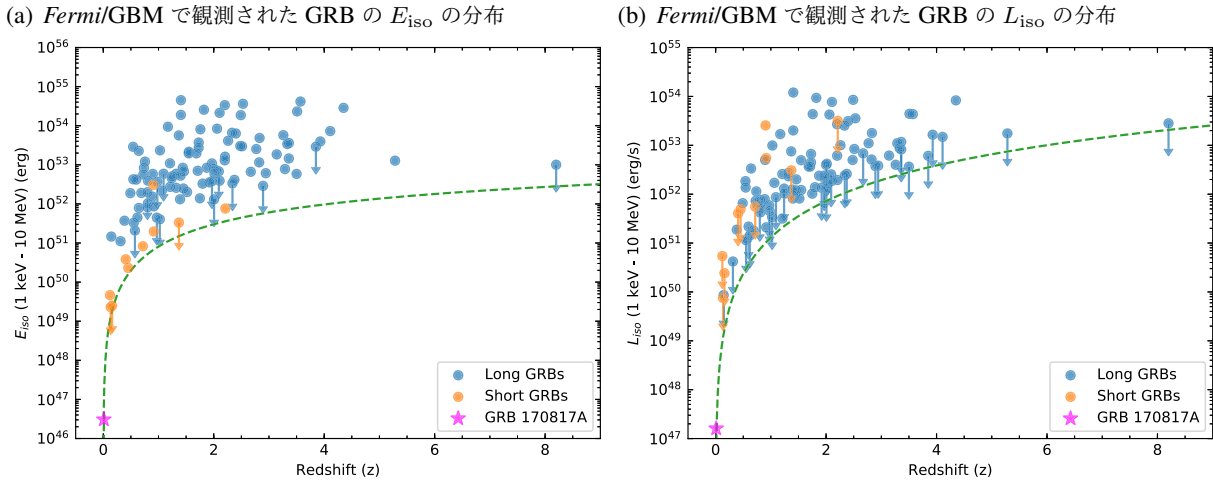 (a) Fermi/GBM で観測された GRB の E_iso の分布
10^56
10^55
10^54
10^53
10^52
10^51
10^50
10^49
10^48
10^47
10^46
E_iso (1 keV - 10 MeV) (erg)
0 2 4 6 8
Redshift (z)
Long GRBs
Short GRBs
GRB 170817A
(b) Fermi/GBM で観測された GRB の L_iso の分布
10^55
10^54
10^53
10^52
10^51
10^50
10^49
10^48
10^47
L_iso (1 keV - 10 MeV) (erg/s)
0 2 4 6 8
Redshift (z)
Long GRBs
Short GRBs
GRB 170817A